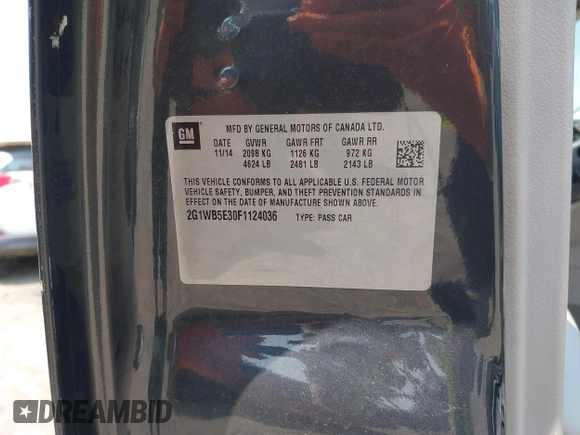 GM
MFD BY GENERAL MOTORS OF CANADA LTD.
DATE GVWR GAWR FRT GAWR RR
11/14 2098 KG 1126 KG 972 KG
4624 LB 2481 LB 2143 LB
THIS VEHICLE CONFORMS TO ALL APPLICABLE U.S. FEDERAL MOTOR
VEHICLE SAFETY, BUMPER, AND THEFT PREVENTION STANDARDS IN
EFFECT ON THE DATE OF MANUFACTURE SHOWN ABOVE.
2G1WB5E30F1124036 TYPE: PASS CAR
DREAMBID